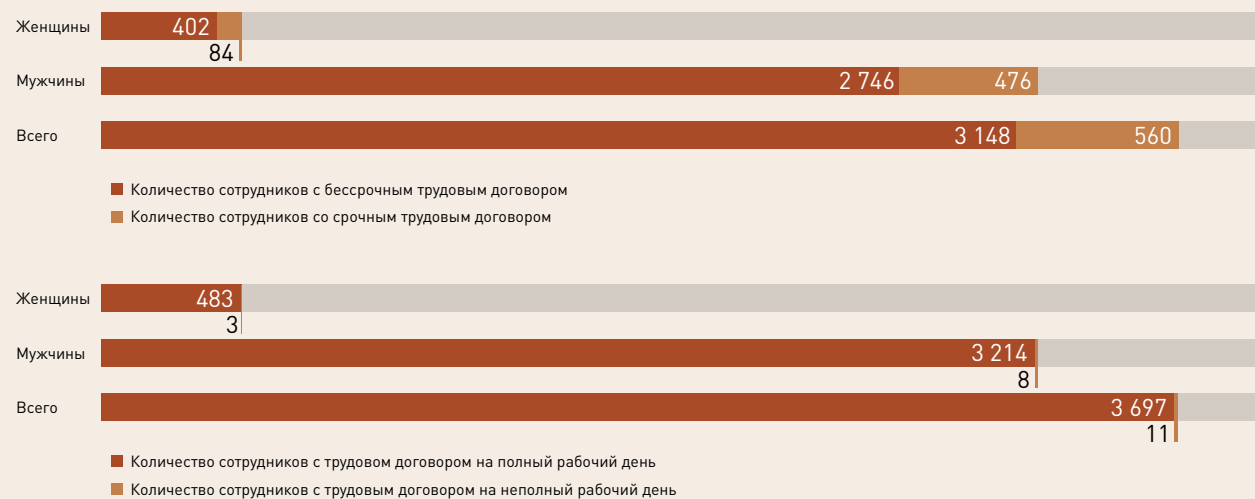 Женщины 402
84
Мужчины 2 746 476
Всего 3 148 560
Количество сотрудников с бессрочным трудовым договором
Количество сотрудников со срочным трудовым договором
Женщины 483
3
Мужчины 3 214
8
Всего 3 697
11
Количество сотрудников с трудовом договором на полный рабочий день
Количество сотрудников с трудовым договором на неполный рабочий день